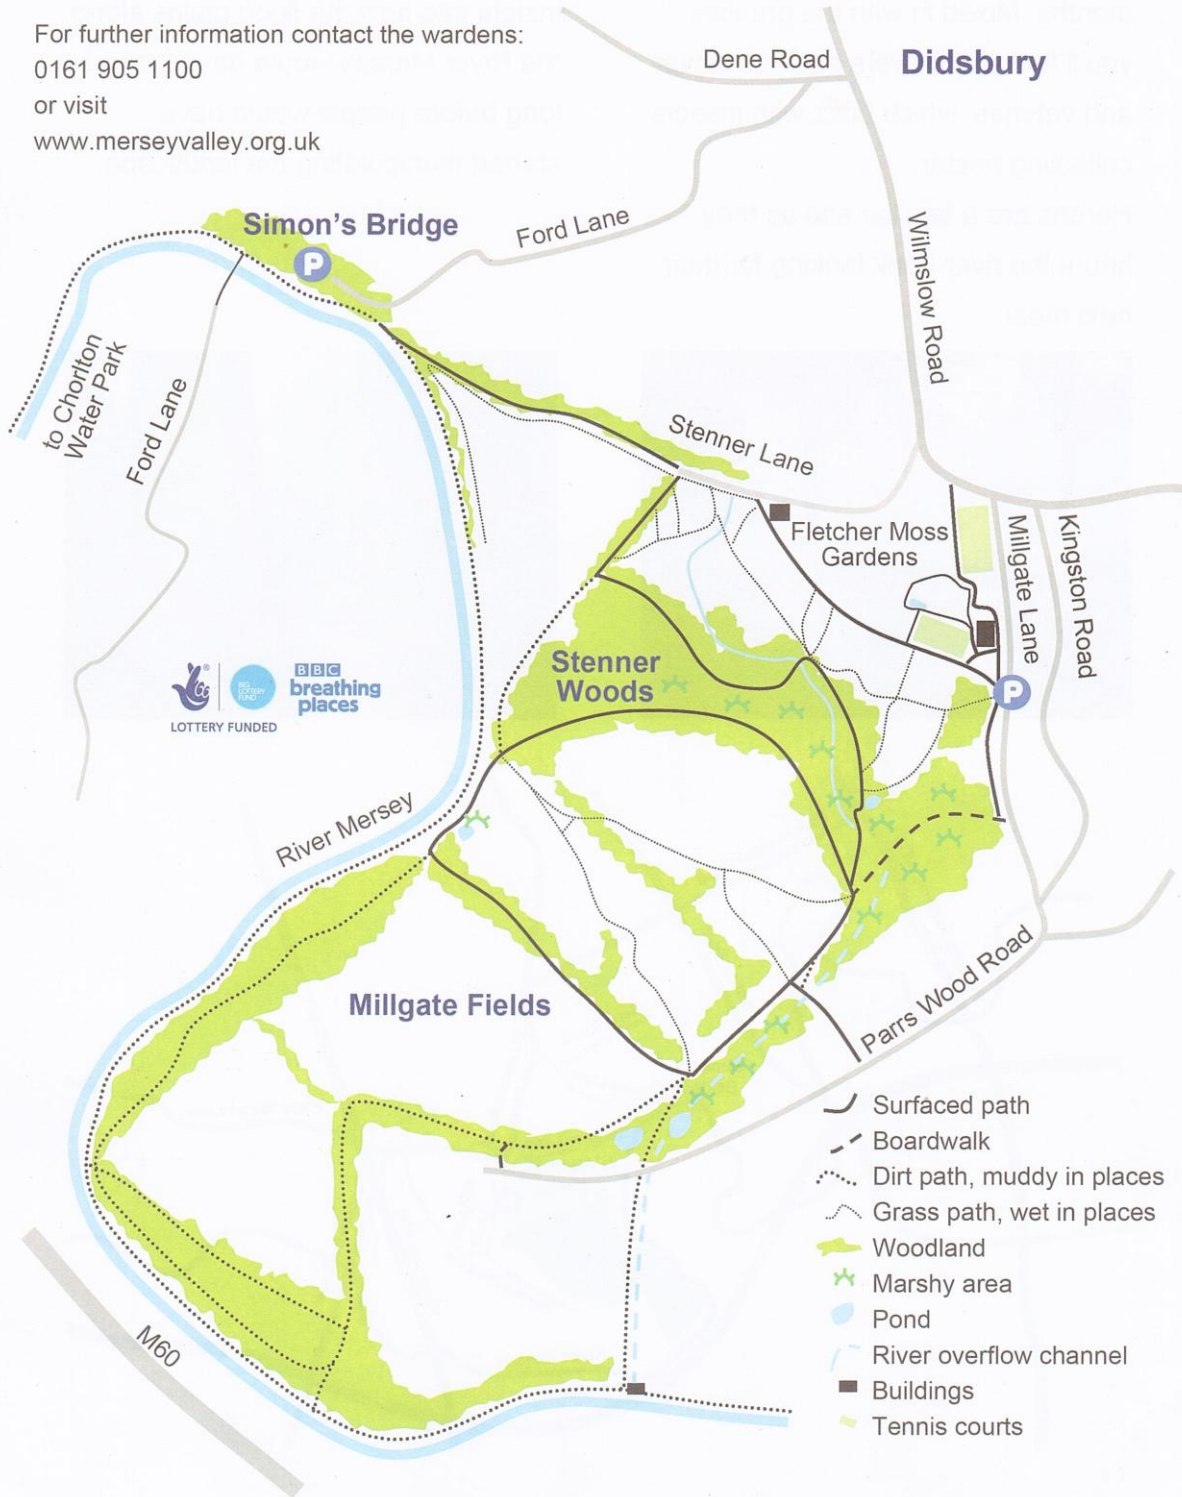 For further information contact the wardens:
0161 905 1100
or visit
www.merseyvalley.org.uk
Dene Road
Didsbury
Simon's Bridge
P
Ford Lane
Wilmslow Road
to Chorlton
Water Park
Ford Lane
Stenner Lane
Fletcher Moss
Gardens
Millgate Lane
Kingston Road
Stenner
Woods
P
BIG
LOTTERY
FUND
BBC
breathing
places
LOTTERY FUNDED
River Mersey
Millgate Fields
Parrs Wood Road
M60
Surfaced path
Boardwalk
Dirt path, muddy in places
Grass path, wet in places
Woodland
Marshy area
Pond
River overflow channel
Buildings
Tennis courts